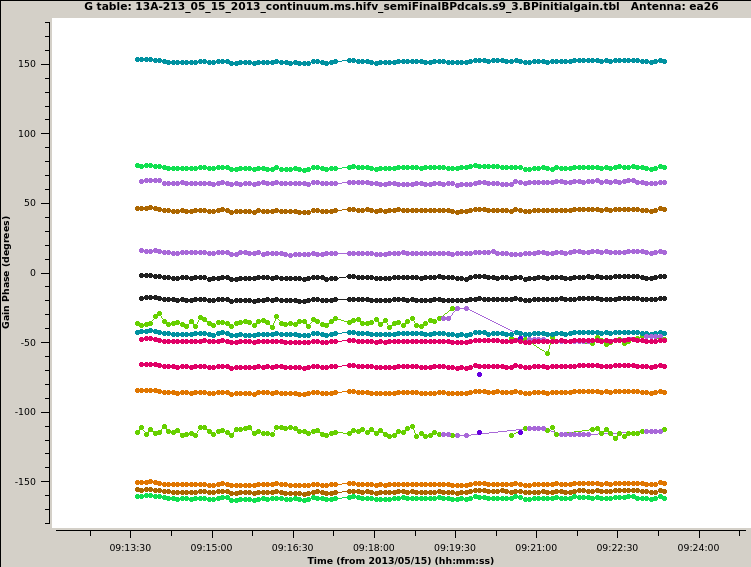 G table: 13A-213_05_15_2013_continuum.ms.hifv_semiFinalBPdcals.s9_3.BPinitialgain.tbl Antenna: ea26
150
100
50
0
-50
-100
-150
Gain Phase (degrees)
09:13:30 09:15:00 09:16:30 09:18:00 09:19:30 09:21:00 09:22:30 09:24:00
Time (from 2013/05/15) (hh:mm:ss)